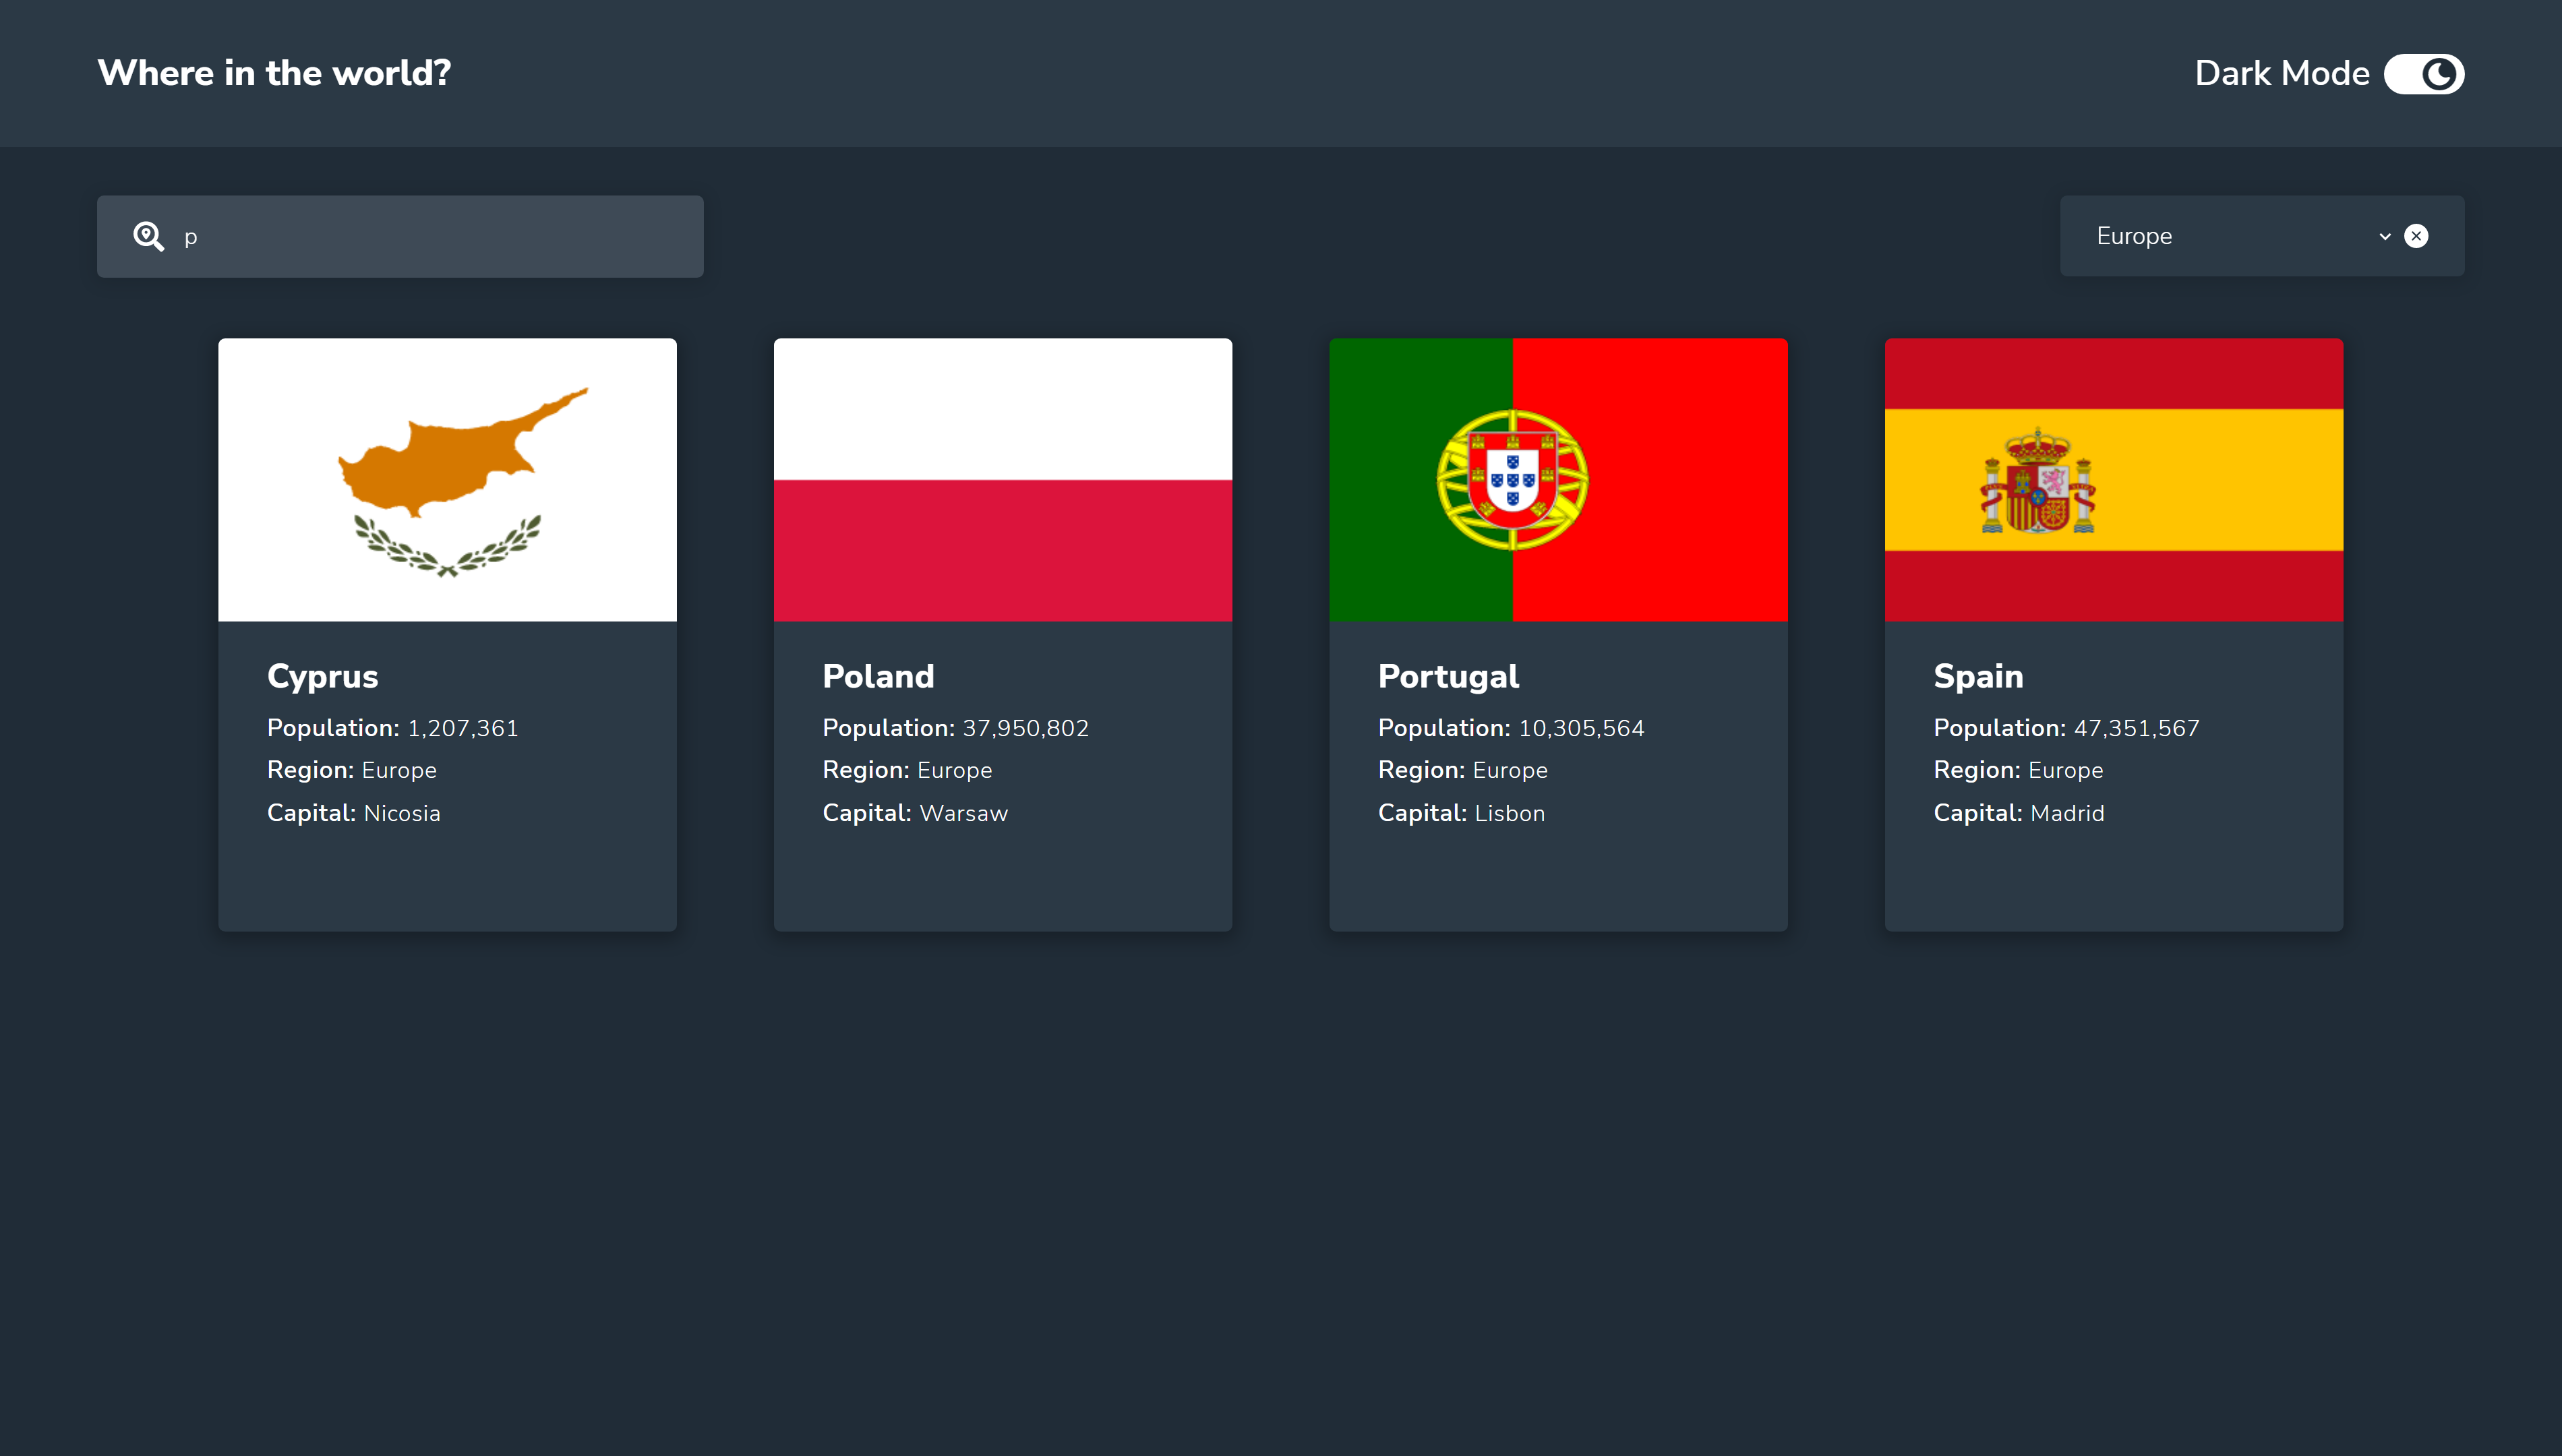 Where in the world?
Dark Mode
p
Europe
Cyprus
Population: 1,207,361
Region: Europe
Capital: Nicosia
Poland
Population: 37,950,802
Region: Europe
Capital: Warsaw
Portugal
Population: 10,305,564
Region: Europe
Capital: Lisbon
Spain
Population: 47,351,567
Region: Europe
Capital: Madrid